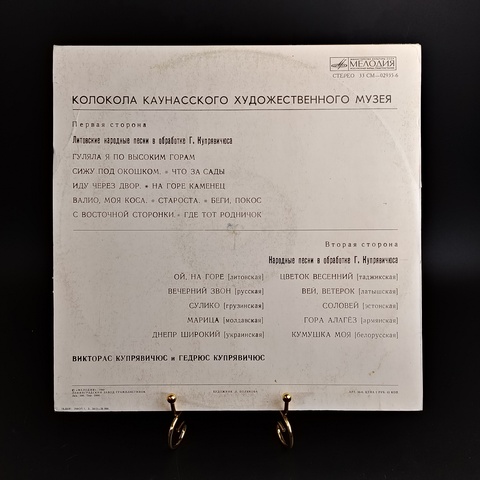 МЕЛОДИЯ
СТЕРЕО 33 СМ—02955-6
КОЛОКОЛА КАУНАССКОГО ХУДОЖЕСТВЕННОГО МУЗЕЯ
Первая сторона
Литовские народные песни в обработке Г. Купрявичюса
ГУЛЯЛА Я ПО ВЫСОКИМ ГОРАМ
СИЖУ ПОД ОКОШКОМ. • ЧТО ЗА САДЫ
ИДУ ЧЕРЕЗ ДВОР. • НА ГОРЕ КАМЕНЕЦ
ВАЛИО, МОЯ КОСА. • СТАРОСТА. • БЕГИ, ПОКОС
С ВОСТОЧНОЙ СТОРОНКИ. • ГДЕ ТОТ РОДНИЧОК
Вторая сторона
Народные песни в обработке Г. Купрявичюса
ОЙ, НА ГОРЕ [литовская]
ВЕЧЕРНИЙ ЗВОН [русская]
СУЛИКО [грузинская]
МАРИЦА [молдавская]
ДНЕПР ШИРОКИЙ [украинская]
ЦВЕТОК ВЕСЕННИЙ [таджикская]
ВЕЙ, ВЕТЕРОК [латышская]
СОЛОВЕЙ [эстонская]
ГОРА АЛАГЁЗ [армянская]
КУМУШКА МОЯ [белорусская]
ВИКТОРАС КУПРЯВИЧЮС и ГЕДРЮС КУПРЯВИЧЮС